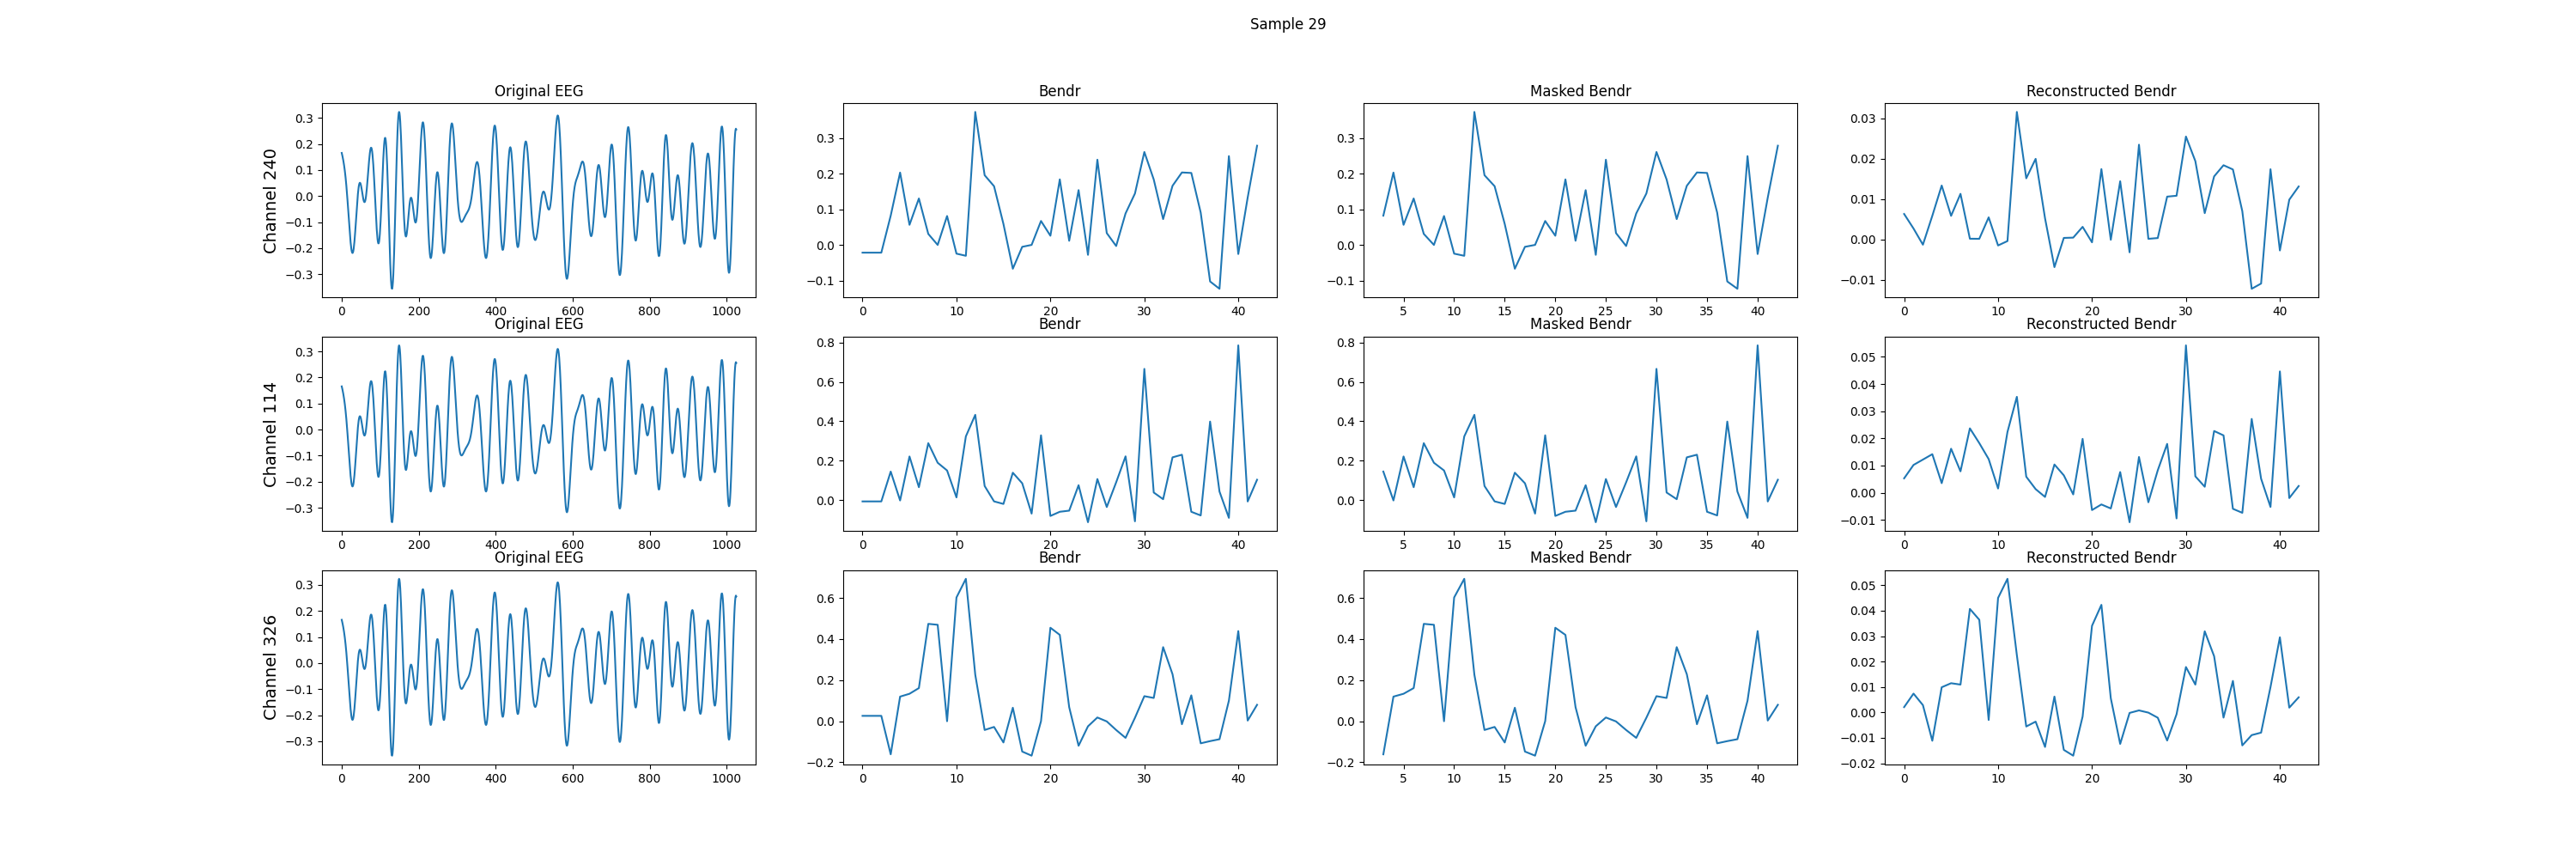 Sample 29
Original EEG Bendr Masked Bendr Reconstructed Bendr
Channel 240
0.3 0.2 0.1 0.0 −0.1 −0.2 −0.3
0 200 400 600 800 1000
0.3 0.2 0.1 0.0 −0.1
0 10 20 30 40
0.3 0.2 0.1 0.0 −0.1
5 10 15 20 25 30 35 40
0.03 0.02 0.01 0.00 −0.01
0 10 20 30 40
Original EEG Bendr Masked Bendr Reconstructed Bendr
Channel 114
0.3 0.2 0.1 0.0 −0.1 −0.2 −0.3
0 200 400 600 800 1000
0.8 0.6 0.4 0.2 0.0
0 10 20 30 40
0.8 0.6 0.4 0.2 0.0
5 10 15 20 25 30 35 40
0.05 0.04 0.03 0.02 0.01 0.00 −0.01
0 10 20 30 40
Original EEG Bendr Masked Bendr Reconstructed Bendr
Channel 326
0.3 0.2 0.1 0.0 −0.1 −0.2 −0.3
0 200 400 600 800 1000
0.6 0.4 0.2 0.0 −0.2
0 10 20 30 40
0.6 0.4 0.2 0.0 −0.2
5 10 15 20 25 30 35 40
0.05 0.04 0.03 0.02 0.01 0.00 −0.01 −0.02
0 10 20 30 40